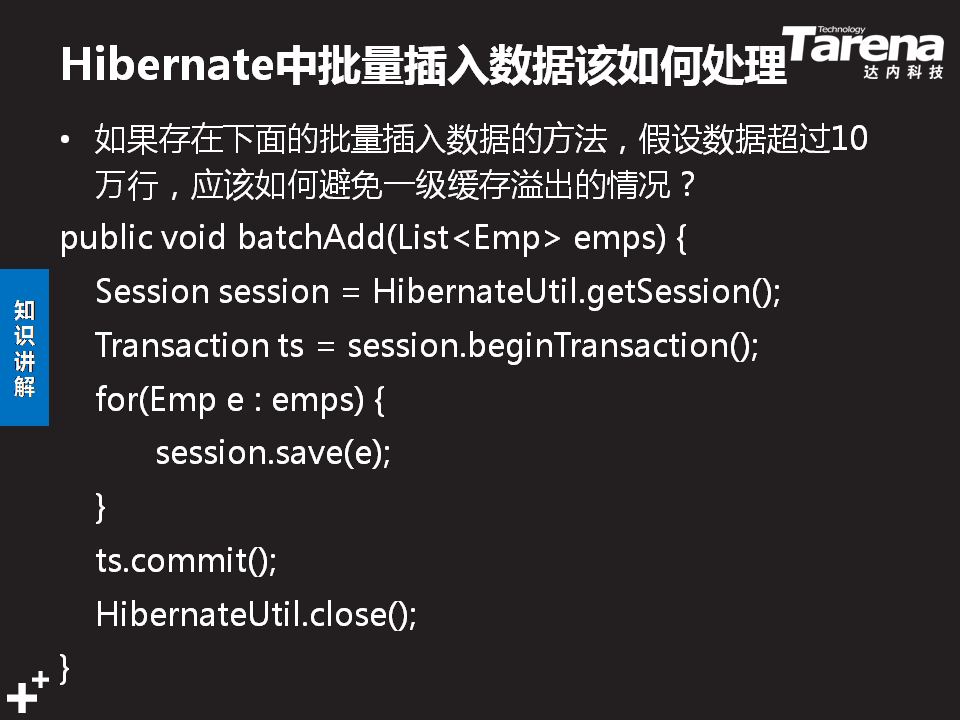 Technology
Tarena
达内科技
Hibernate中批量插入数据该如何处理
• 如果存在下面的批量插入数据的方法，假设数据超过10
万行，应该如何避免一级缓存溢出的情况？
public void batchAdd(List<Emp> emps) {
Session session = HibernateUtil.getSession();
Transaction ts = session.beginTransaction();
for(Emp e : emps) {
session.save(e);
}
ts.commit();
HibernateUtil.close();
}
知
识
讲
解